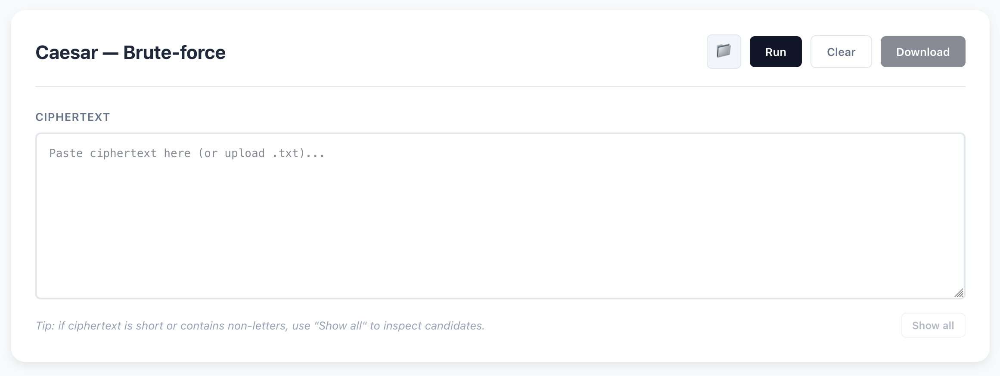 Caesar — Brute-force
Run
Clear
Download
CIPHERTEXT
Paste ciphertext here (or upload .txt)...
Tip: if ciphertext is short or contains non-letters, use "Show all" to inspect candidates.
Show all